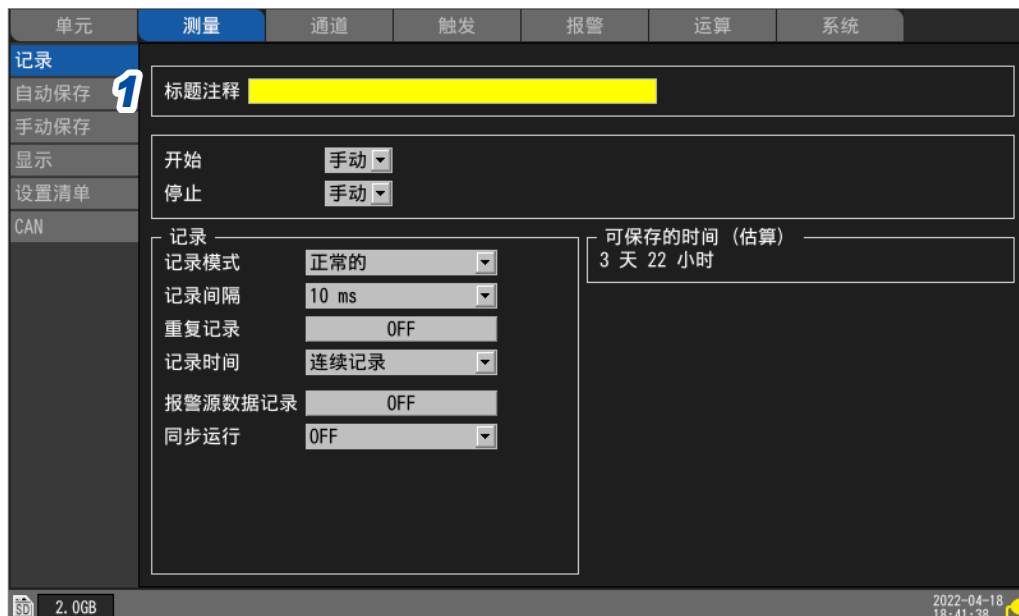 单元 测量 通道 触发 报警 运算 系统
记录
自动保存
手动保存
显示
设置清单
CAN
1
标题注释
开始 手动
停止 手动
记录
记录模式 正常的
记录间隔 10 ms
重复记录 OFF
记录时间 连续记录
报警源数据记录 OFF
同步运行 OFF
可保存的时间 (估算)
3 天 22 小时
SD 2.0GB
2022-04-18
18:41:38